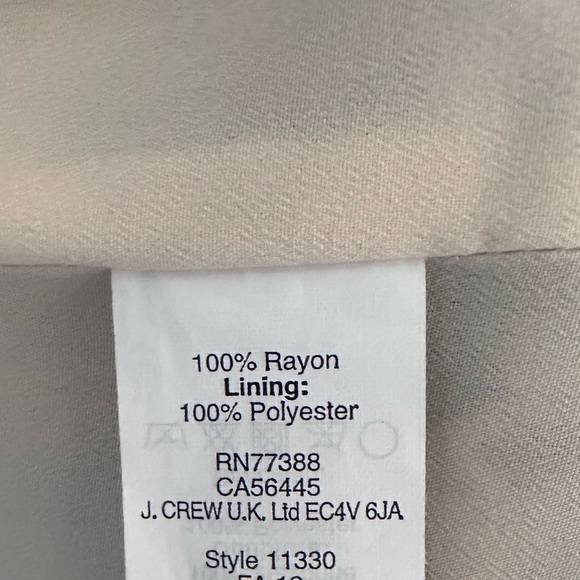 100% Rayon
Lining:
100% Polyester
RN77388
CA56445
J. CREW U.K. Ltd EC4V 6JA
Style 11330